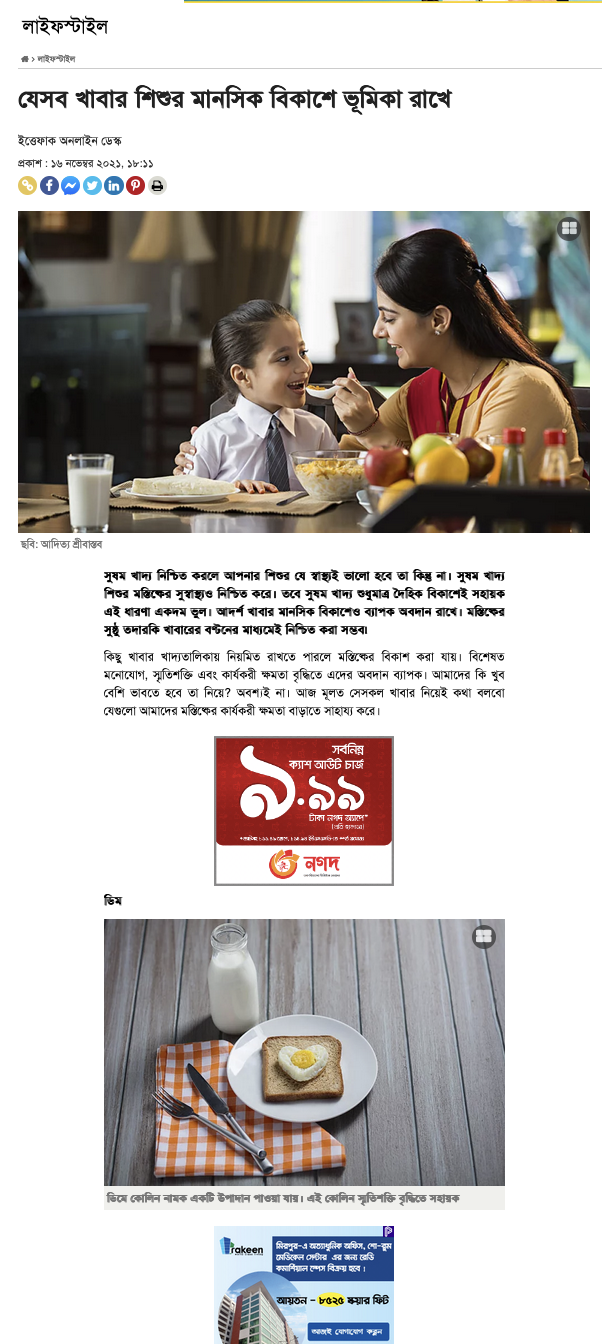 লাইফস্টাইল
> লাইফস্টাইল
যেসব খাবার শিশুর মানসিক বিকাশে ভূমিকা রাখে
ইত্তেফাক অনলাইন ডেস্ক
প্রকাশ : ১৬ নভেম্বর ২০২১, ১৮:১১
ছবি: আদিত্য শ্রীবাস্তব
সুষম খাদ্য নিশ্চিত করলে আপনার শিশুর যে স্বাস্থ্যই ভালো হবে তা কিন্তু না। সুষম খাদ্য
শিশুর মস্তিষ্কের সুস্বাস্থ্যও নিশ্চিত করে। তবে সুষম খাদ্য শুধুমাত্র দৈহিক বিকাশেই সহায়ক
এই ধারণা একদম ভুল। আদর্শ খাবার মানসিক বিকাশেও ব্যাপক অবদান রাখে। মস্তিষ্কের
সুষ্ঠু তদারকি খাবারের বণ্টনের মাধ্যমেই নিশ্চিত করা সম্ভব৷
কিছু খাবার খাদ্যতালিকায় নিয়মিত রাখতে পারলে মস্তিষ্কের বিকাশ করা যায়। বিশেষত
মনোযোগ, স্মৃতিশক্তি এবং কার্যকরী ক্ষমতা বৃদ্ধিতে এদের অবদান ব্যাপক। আমাদের কি খুব
বেশি ভাবতে হবে তা নিয়ে? অবশ্যই না। আজ মূলত সেসকল খাবার নিয়েই কথা বলবো
যেগুলো আমাদের মস্তিষ্কের কার্যকরী ক্ষমতা বাড়াতে সাহায্য করে।
সর্বনিম্ন
ক্যাশ আউট চার্জ
৯.৯৯
টাকা নগদ অ্যাপে*
(প্রতি হাজারে)
নগদ
ডিম
ডিমে কোলিন নামক একটি উপাদান পাওয়া যায়। এই কোলিন স্মৃতিশক্তি বৃদ্ধিতে সহায়ক
rakeen
মিরপুর-এ অত্যাধুনিক অফিস, শো-রুম
মেডিকেল সেন্টার এর জন্য রেডি
কমার্শিয়াল স্পেস বিক্রয় হবে।
আয়তন - ৮৫২৫ স্কয়ার ফিট
আজই যোগাযোগ করুন